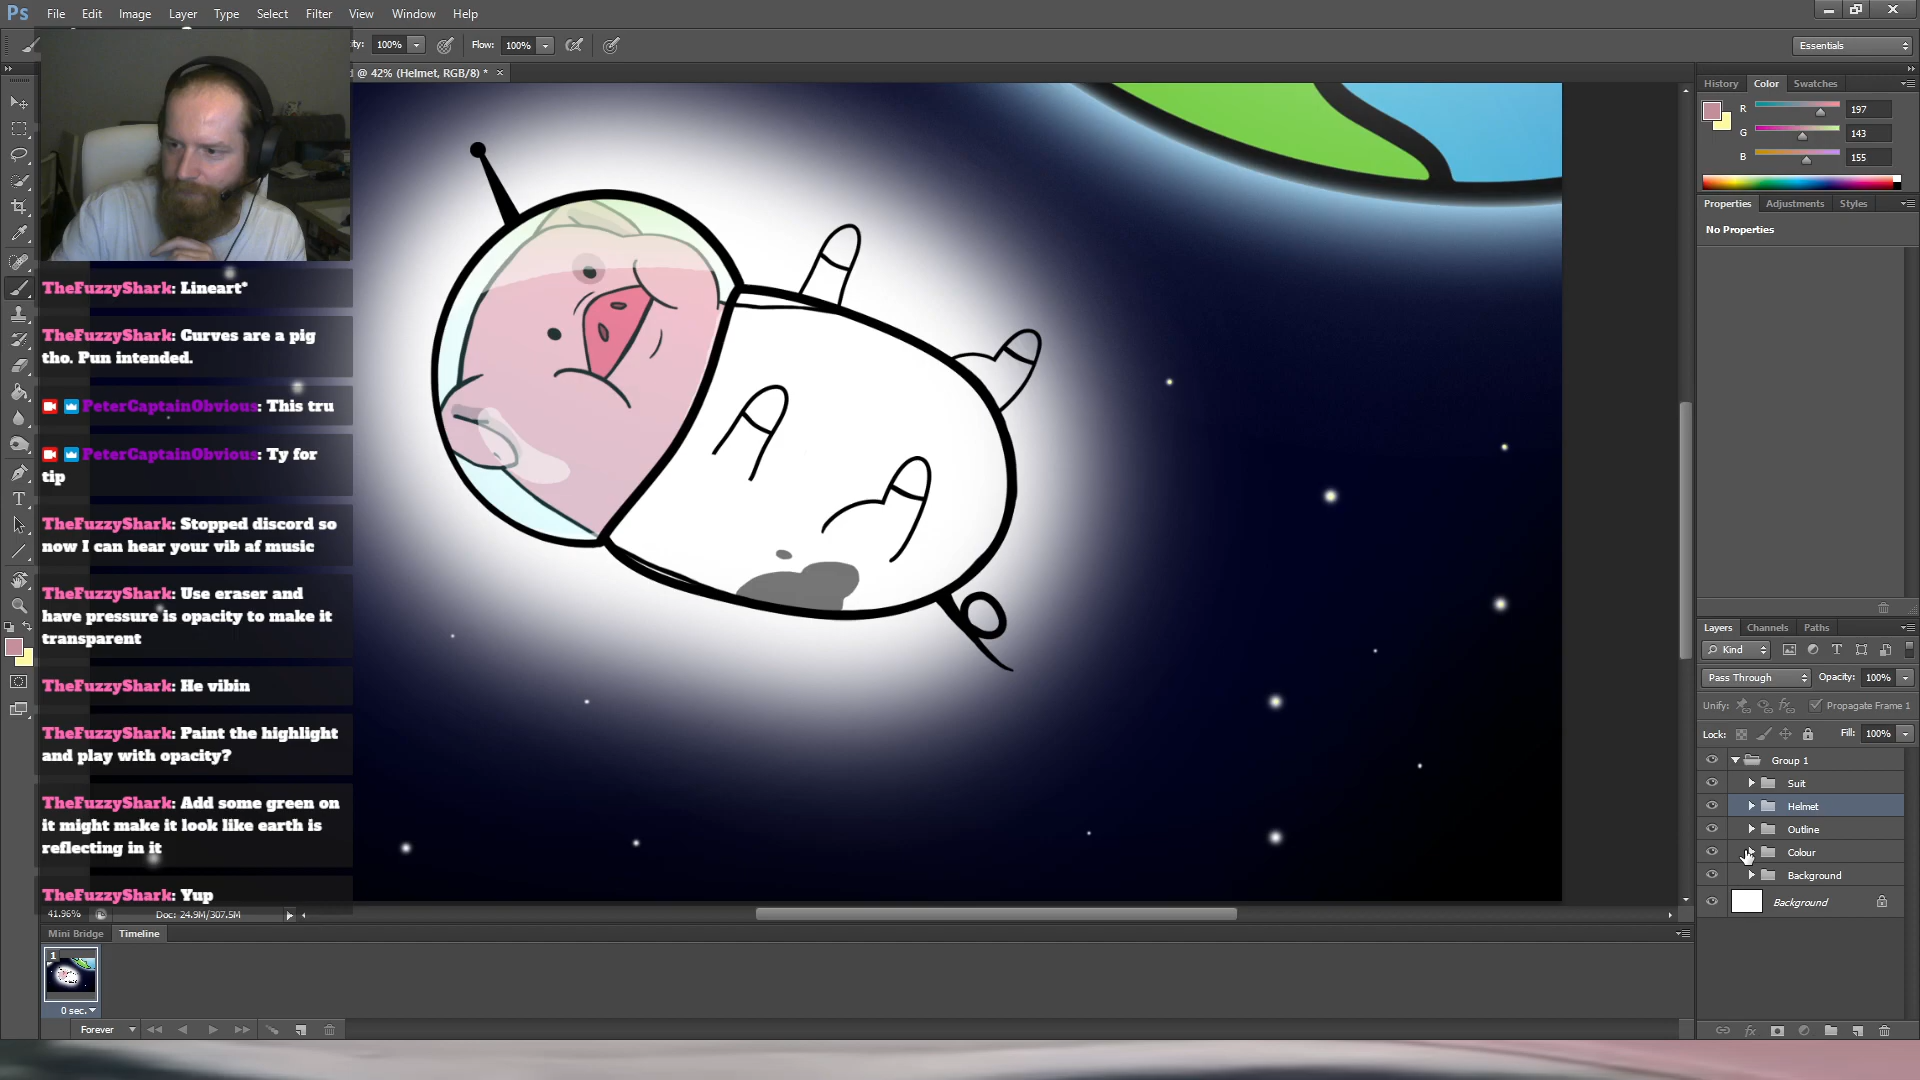 Ps File Edit Image Layer Type Select Filter View Window Help
ity: 100% Flow: 100% Essentials
d @ 42% (Helmet, RGB/8) * ×
TheFuzzyShark: Lineart*
TheFuzzyShark: Curves are a pig
tho. Pun intended.
PeterCaptainObvious: This tru
PeterCaptainObvious: Ty for
tip
TheFuzzyShark: Stopped discord so
now I can hear your vib af music
TheFuzzyShark: Use eraser and
have pressure is opacity to make it
transparent
TheFuzzyShark: He vibin
TheFuzzyShark: Paint the highlight
and play with opacity?
TheFuzzyShark: Add some green on
it might make it look like earth is
reflecting in it
TheFuzzyShark: Yup
41.96% Doc: 24.9M/307.5M
Mini Bridge Timeline
1
0 sec.
Forever
History Color Swatches
R 197
G 143
B 155
Properties Adjustments Styles
No Properties
Layers Channels Paths
Kind
Pass Through Opacity: 100%
Unify: Propagate Frame 1
Lock: Fill: 100%
Group 1
Suit
Helmet
Outline
Colour
Background
Background